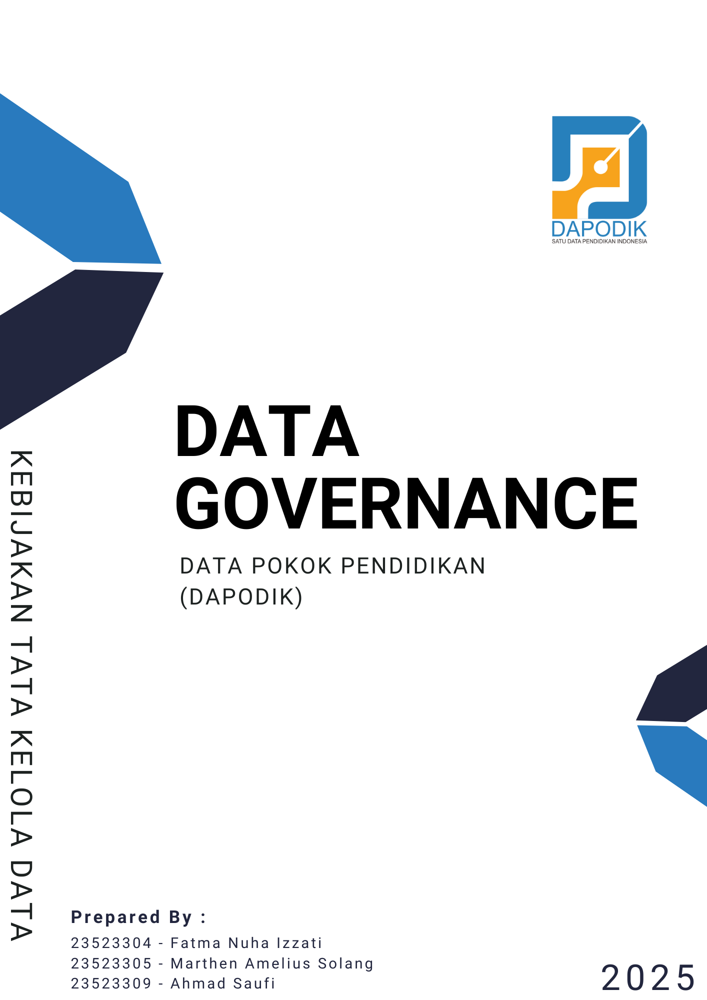 DAPODIK
SATU DATA PENDIDIKAN INDONESIA
DATA
GOVERNANCE
DATA POKOK PENDIDIKAN
(DAPODIK)
KEBIJAKAN TATA KELOLA DATA
Prepared By :
23523304 - Fatma Nuha Izzati
23523305 - Marthen Amelius Solang
23523309 - Ahmad Saufi
2025